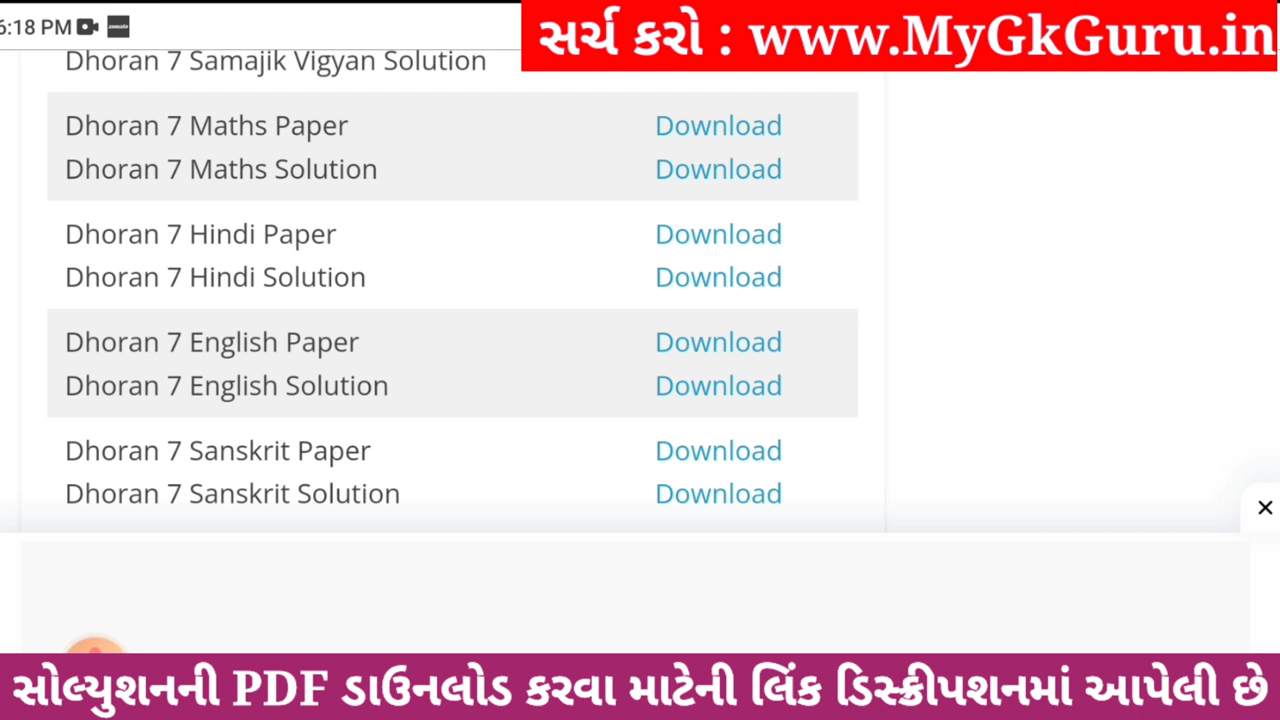 6:18 PM
સર્ચ કરો : www.MyGkGuru.in
Dhoran 7 Samajik Vigyan Solution
Dhoran 7 Maths Paper Download
Dhoran 7 Maths Solution Download
Dhoran 7 Hindi Paper Download
Dhoran 7 Hindi Solution Download
Dhoran 7 English Paper Download
Dhoran 7 English Solution Download
Dhoran 7 Sanskrit Paper Download
Dhoran 7 Sanskrit Solution Download
સોલ્યુશનની PDF ડાઉનલોડ કરવા માટેની લિંક ડિસ્ક્રીપશનમાં આપેલી છે